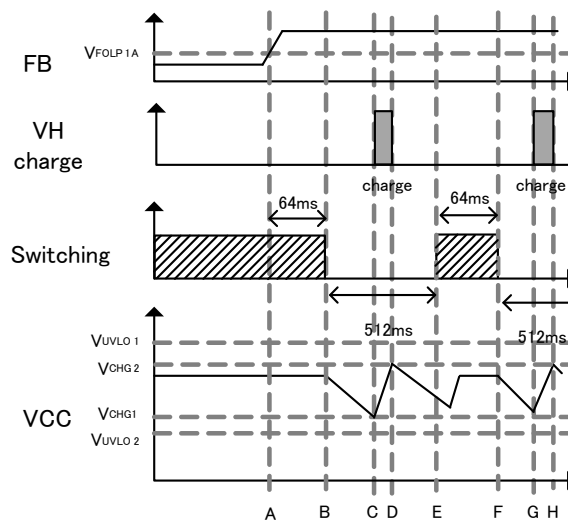 VFOLP1A
FB
VH
charge
charge
charge
64ms
64ms
Switching
512ms
512ms
VUVLO1
VCHG2
VCC
VCHG1
VUVLO2
A B C D E F G H